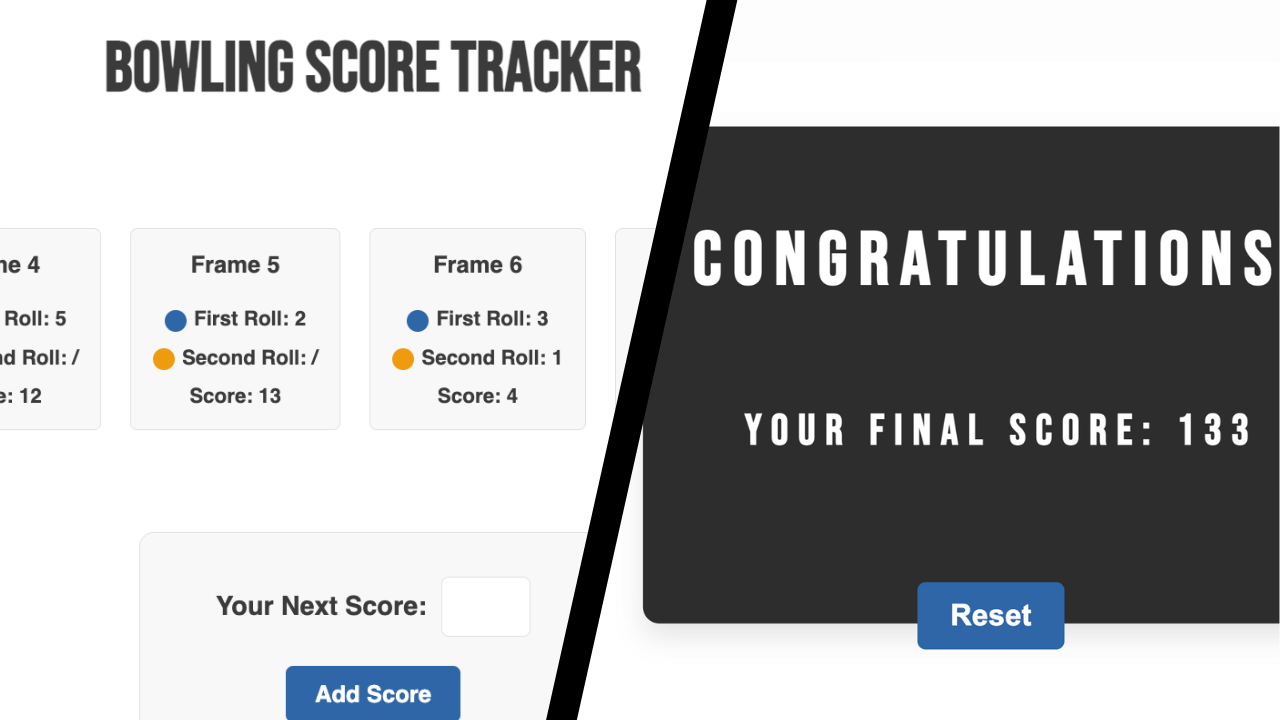 BOWLING SCORE TRACKER
ne 4
Roll: 5
nd Roll: /
e: 12
Frame 5
First Roll: 2
Second Roll: /
Score: 13
Frame 6
First Roll: 3
Second Roll: 1
Score: 4
Your Next Score:
Add Score
CONGRATULATIONS
YOUR FINAL SCORE: 133
Reset